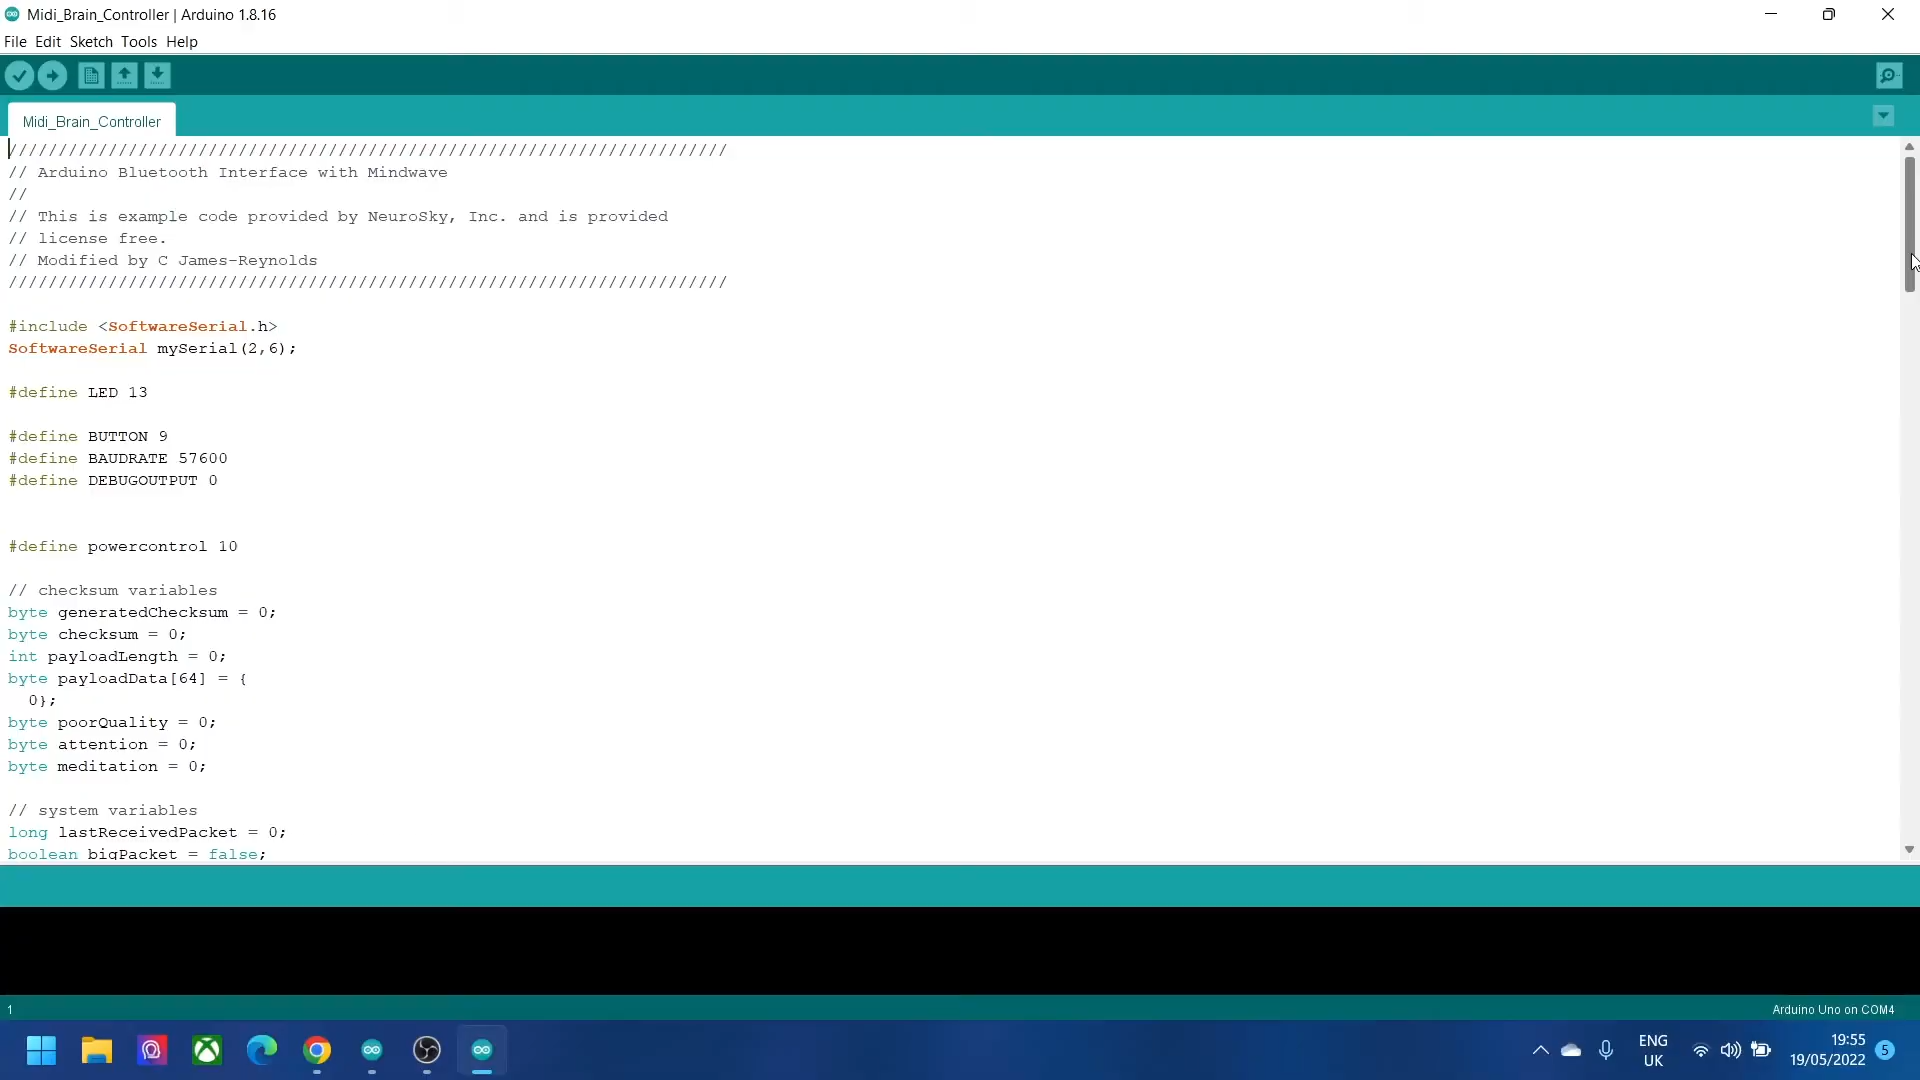 Midi_Brain_Controller | Arduino 1.8.16
File Edit Sketch Tools Help
Midi_Brain_Controller
////////////////////////////////////////////////////////////////////////
// Arduino Bluetooth Interface with Mindwave
//
// This is example code provided by NeuroSky, Inc. and is provided
// license free.
// Modified by C James-Reynolds
////////////////////////////////////////////////////////////////////////
#include <SoftwareSerial.h>
SoftwareSerial mySerial(2,6);
#define LED 13
#define BUTTON 9
#define BAUDRATE 57600
#define DEBUGOUTPUT 0
#define powercontrol 10
// checksum variables
byte generatedChecksum = 0;
byte checksum = 0;
int payloadLength = 0;
byte payloadData[64] = {
0};
byte poorQuality = 0;
byte attention = 0;
byte meditation = 0;
// system variables
long lastReceivedPacket = 0;
boolean bigPacket = false;
1
Arduino Uno on COM4
ENG
UK
19:55
19/05/2022
5